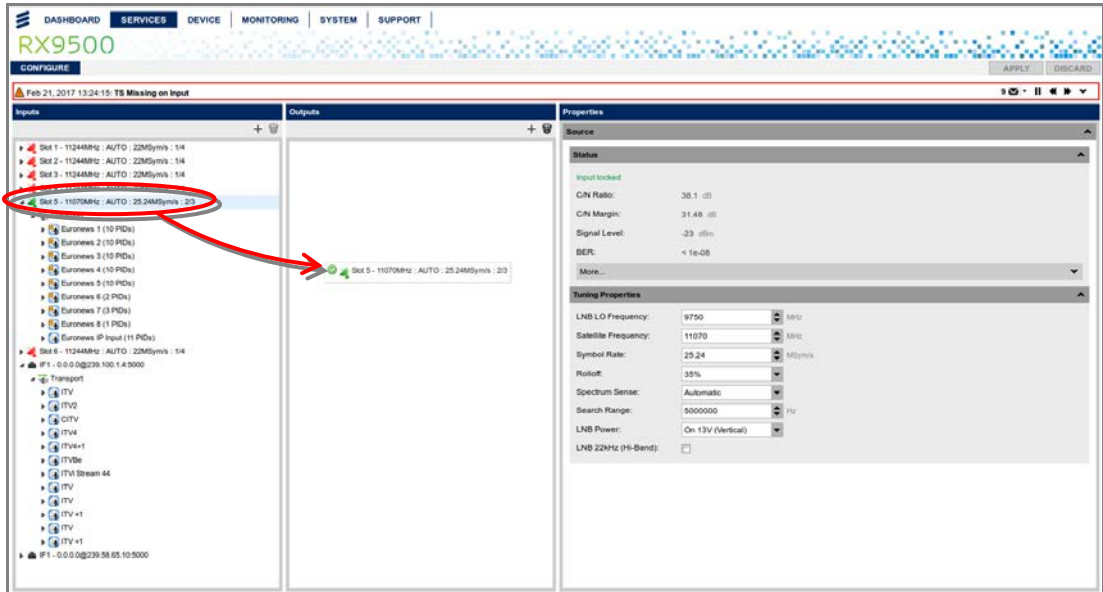 DASHBOARD SERVICES DEVICE MONITORING SYSTEM SUPPORT
RX9500
CONFIGURE
APPLY DISCARD
Feb 21, 2017 13:24:15: TS Missing on Input
9
Inputs
Slot 1 - 11244MHz : AUTO : 22MSym/s : 1/4
Slot 2 - 11244MHz : AUTO : 22MSym/s : 1/4
Slot 3 - 11244MHz : AUTO : 22MSym/s : 1/4
Slot 5 - 11070MHz : AUTO : 25.24MSym/s : 2/3
Euronews 1 (10 PIDs)
Euronews 2 (10 PIDs)
Euronews 3 (10 PIDs)
Euronews 4 (10 PIDs)
Euronews 5 (10 PIDs)
Euronews 6 (2 PIDs)
Euronews 7 (3 PIDs)
Euronews 8 (1 PIDs)
Euronews IP Input (11 PIDs)
Slot 6 - 11244MHz : AUTO : 22MSym/s : 1/4
IF1 - 0.0.0.0@239.100.1.4:5000
Transport
ITV
ITV2
CITV
ITV4
ITV4+1
ITVBe
ITVi Stream 44
ITV
ITV
ITV +1
ITV
ITV +1
IF1 - 0.0.0.0@239.58.65.10:5000
Outputs
Slot 5 - 11070MHz : AUTO : 25.24MSym/s : 2/3
Properties
Source
Status
Input locked
C/N Ratio: 38.1 dB
C/N Margin: 31.48 dB
Signal Level: -23 dBm
BER: < 1e-08
More...
Tuning Properties
LNB LO Frequency: 9750 MHz
Satellite Frequency: 11070 MHz
Symbol Rate: 25.24 MSym/s
Rolloff: 35%
Spectrum Sense: Automatic
Search Range: 5000000 Hz
LNB Power: On 13V (Vertical)
LNB 22kHz (Hi-Band):